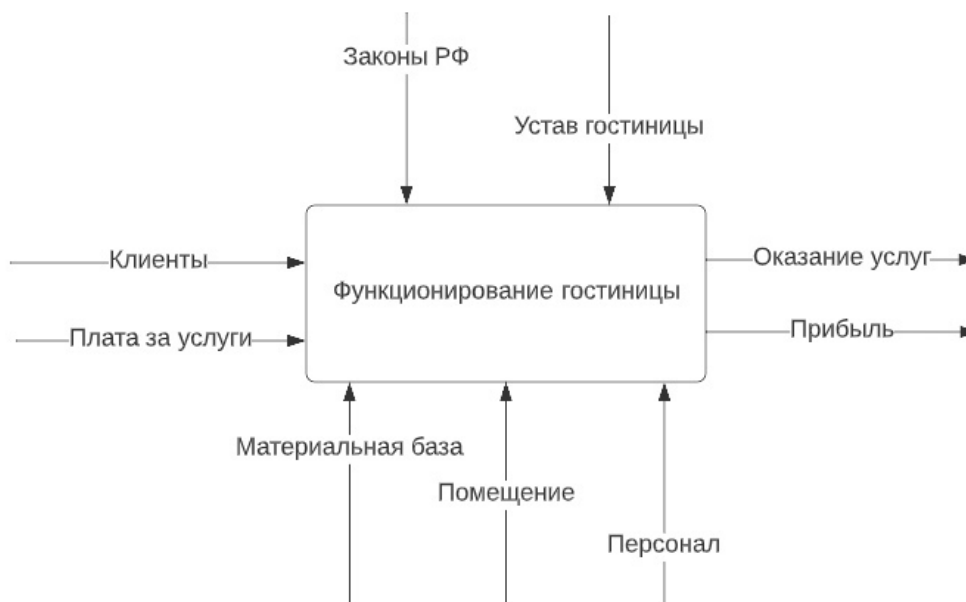 Законы РФ
Устав гостиницы
Клиенты
Оказание услуг
Функционирование гостиницы
Плата за услуги
Прибыль
Материальная база
Помещение
Персонал